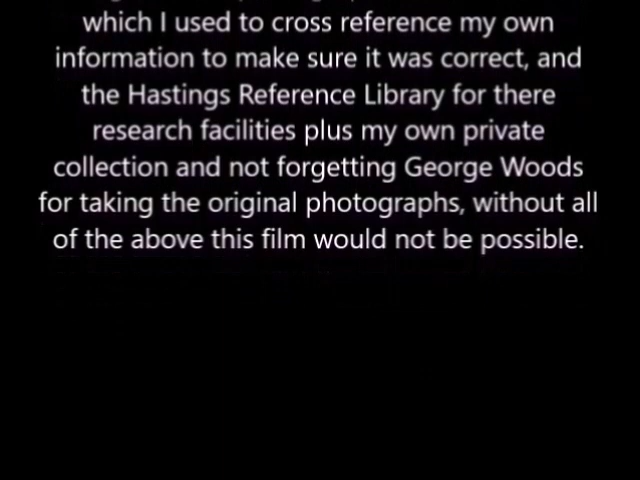 which I used to cross reference my own
information to make sure it was correct, and
the Hastings Reference Library for there
research facilities plus my own private
collection and not forgetting George Woods
for taking the original photographs, without all
of the above this film would not be possible.